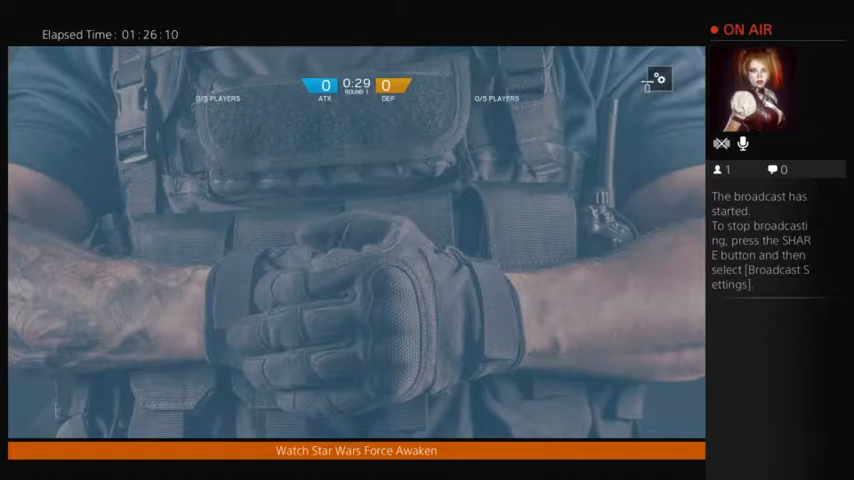 Elapsed Time: 01:26:10
ON AIR
0 0:29 0
ROUND 1
0/3 PLAYERS ATK DEF 0/5 PLAYERS
0
1 0
The broadcast has
started.
To stop broadcasti
ng, press the SHAR
E button and then
select [Broadcast S
ettings].
Watch Star Wars Force Awaken